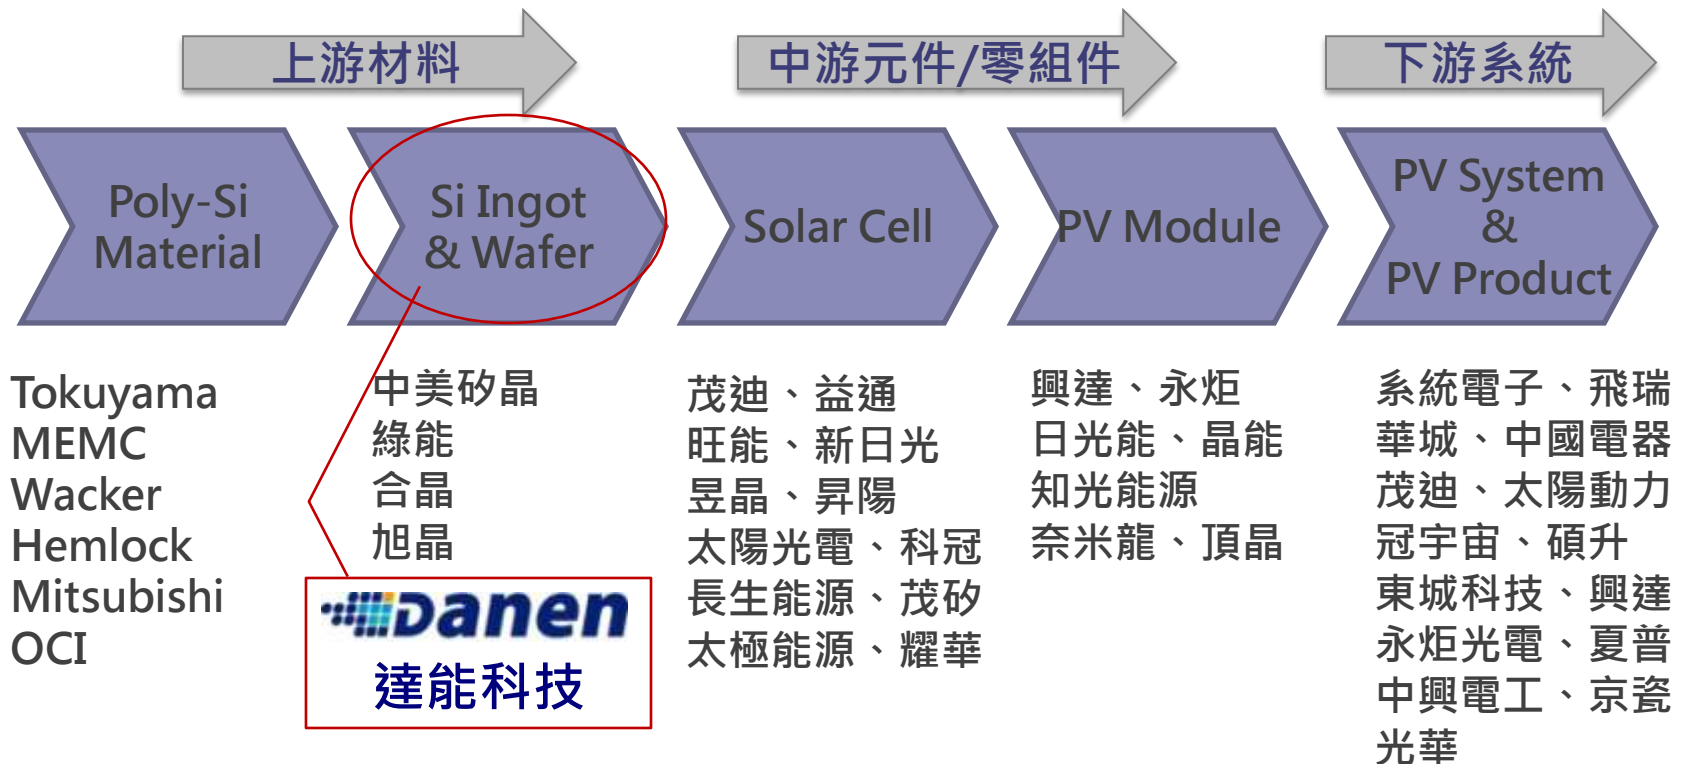 上游材料
中游元件/零組件
下游系統
Poly-Si
Material
Si Ingot
& Wafer
Solar Cell
PV Module
PV System
&
PV Product
Tokuyama
MEMC
Wacker
Hemlock
Mitsubishi
OCI
中美矽晶
綠能
合晶
旭晶
Danen
達能科技
茂迪、益通
旺能、新日光
昱晶、昇陽
太陽光電、科冠
長生能源、茂矽
太極能源、耀華
興達、永炬
日光能、晶能
知光能源
奈米龍、頂晶
系統電子、飛瑞
華城、中國電器
茂迪、太陽動力
冠宇宙、碩升
東城科技、興達
永炬光電、夏普
中興電工、京瓷
光華